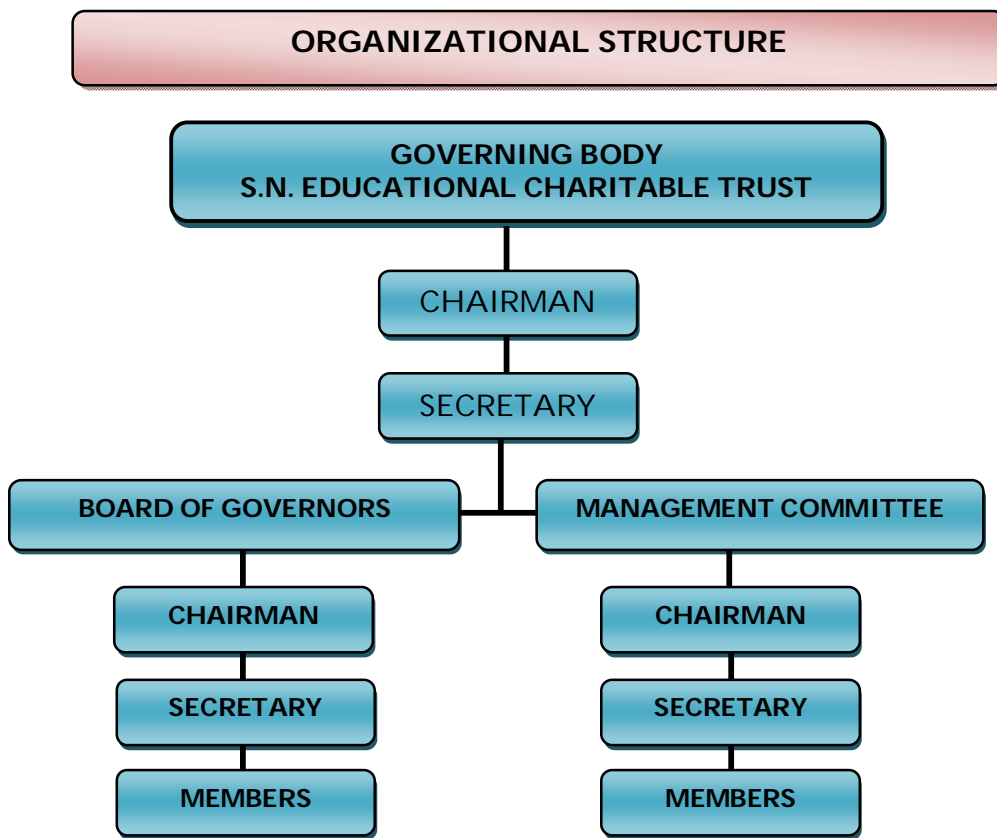 ORGANIZATIONAL STRUCTURE
GOVERNING BODY
S.N. EDUCATIONAL CHARITABLE TRUST
CHAIRMAN
SECRETARY
BOARD OF GOVERNORS
MANAGEMENT COMMITTEE
CHAIRMAN
CHAIRMAN
SECRETARY
SECRETARY
MEMBERS
MEMBERS